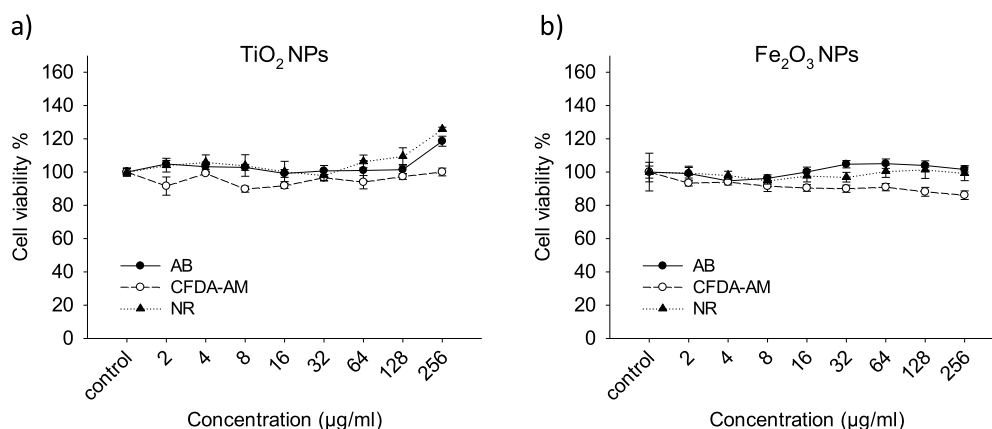 a)
TiO₂ NPs
Cell viability %
160
140
120
100
80
60
40
20
0
AB
CFDA-AM
NR
control 2 4 8 16 32 64 128 256
Concentration (µg/ml)
b)
Fe₂O₃ NPs
Cell viability %
160
140
120
100
80
60
40
20
0
AB
CFDA-AM
NR
control 2 4 8 16 32 64 128 256
Concentration (µg/ml)